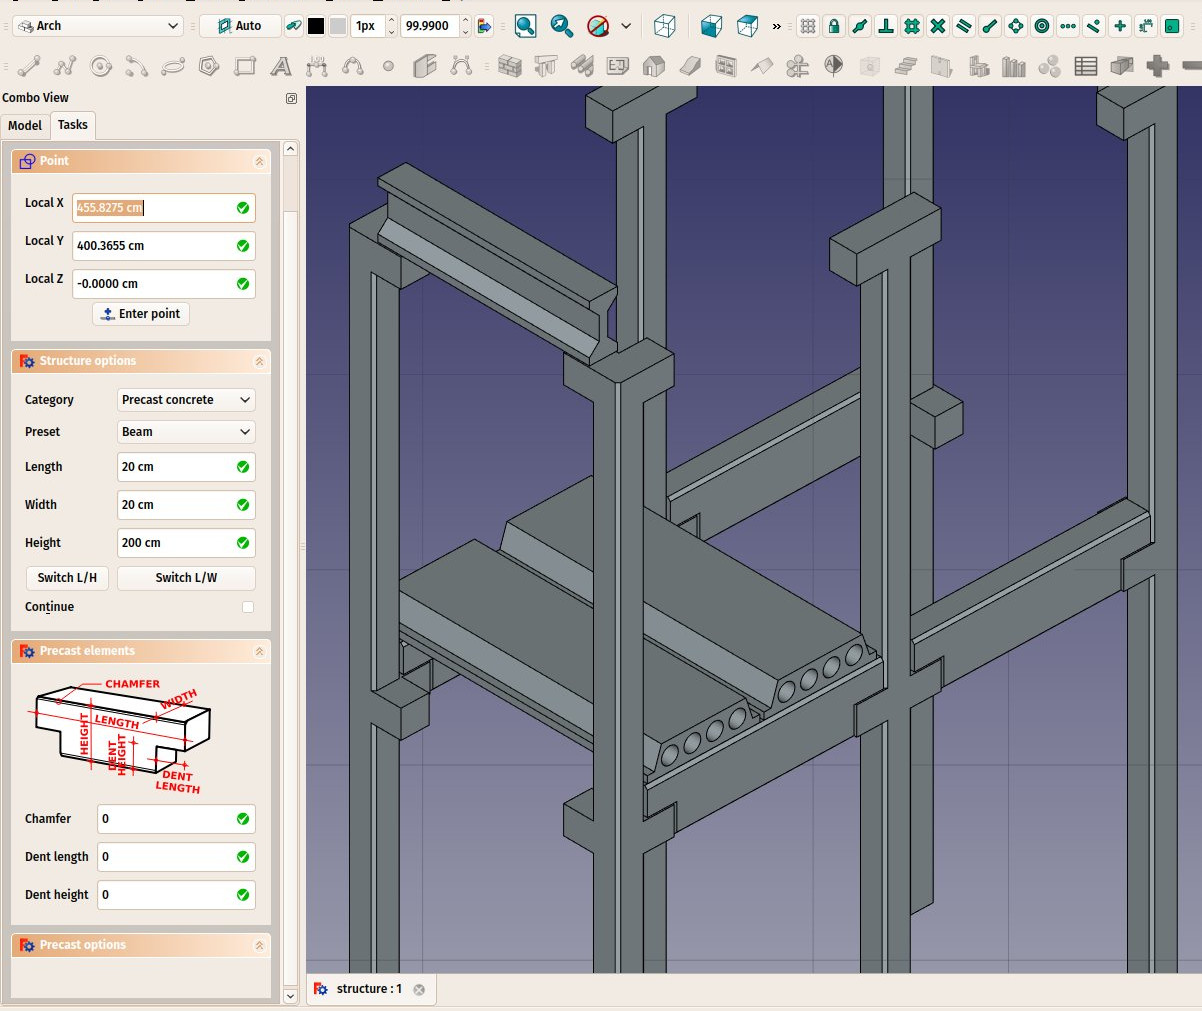 Arch
Auto
1px
99.9900
»
Combo View
Model
Tasks
Point
Local X
455.8275 cm
Local Y
400.3655 cm
Local Z
-0.0000 cm
Enter point
Structure options
Category
Precast concrete
Preset
Beam
Length
20 cm
Width
20 cm
Height
200 cm
Switch L/H
Switch L/W
Continue
Precast elements
CHAMFER
WIDTH
LENGTH
HEIGHT
DENT
HEIGHT
DENT
LENGTH
Chamfer
0
Dent length
0
Dent height
0
Precast options
structure : 1